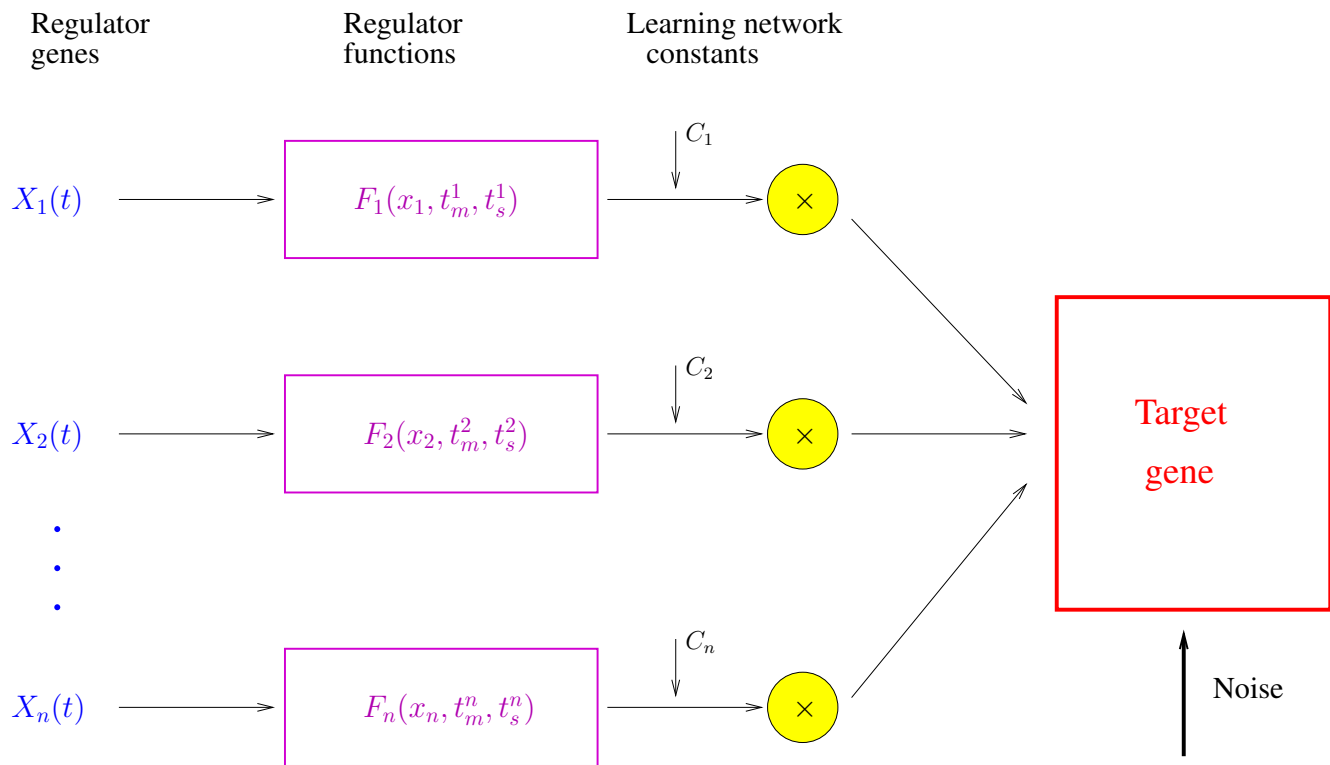 Regulator genes
Regulator functions
Learning network constants
C₁
X₁(t)
F₁(x₁, t¹ₘ, t¹ₛ)
×
C₂
X₂(t)
F₂(x₂, t²ₘ, t²ₛ)
×
Target
gene
Cₙ
Xₙ(t)
Fₙ(xₙ, tⁿₘ, tⁿₛ)
×
Noise